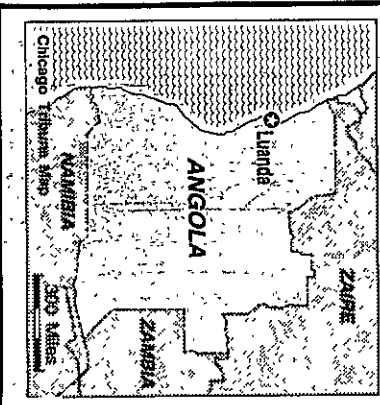 ZAIRE
Luanda
ANGOLA
ZAMBIA
NAMIBIA
300 Miles
Chicago Tribune Map